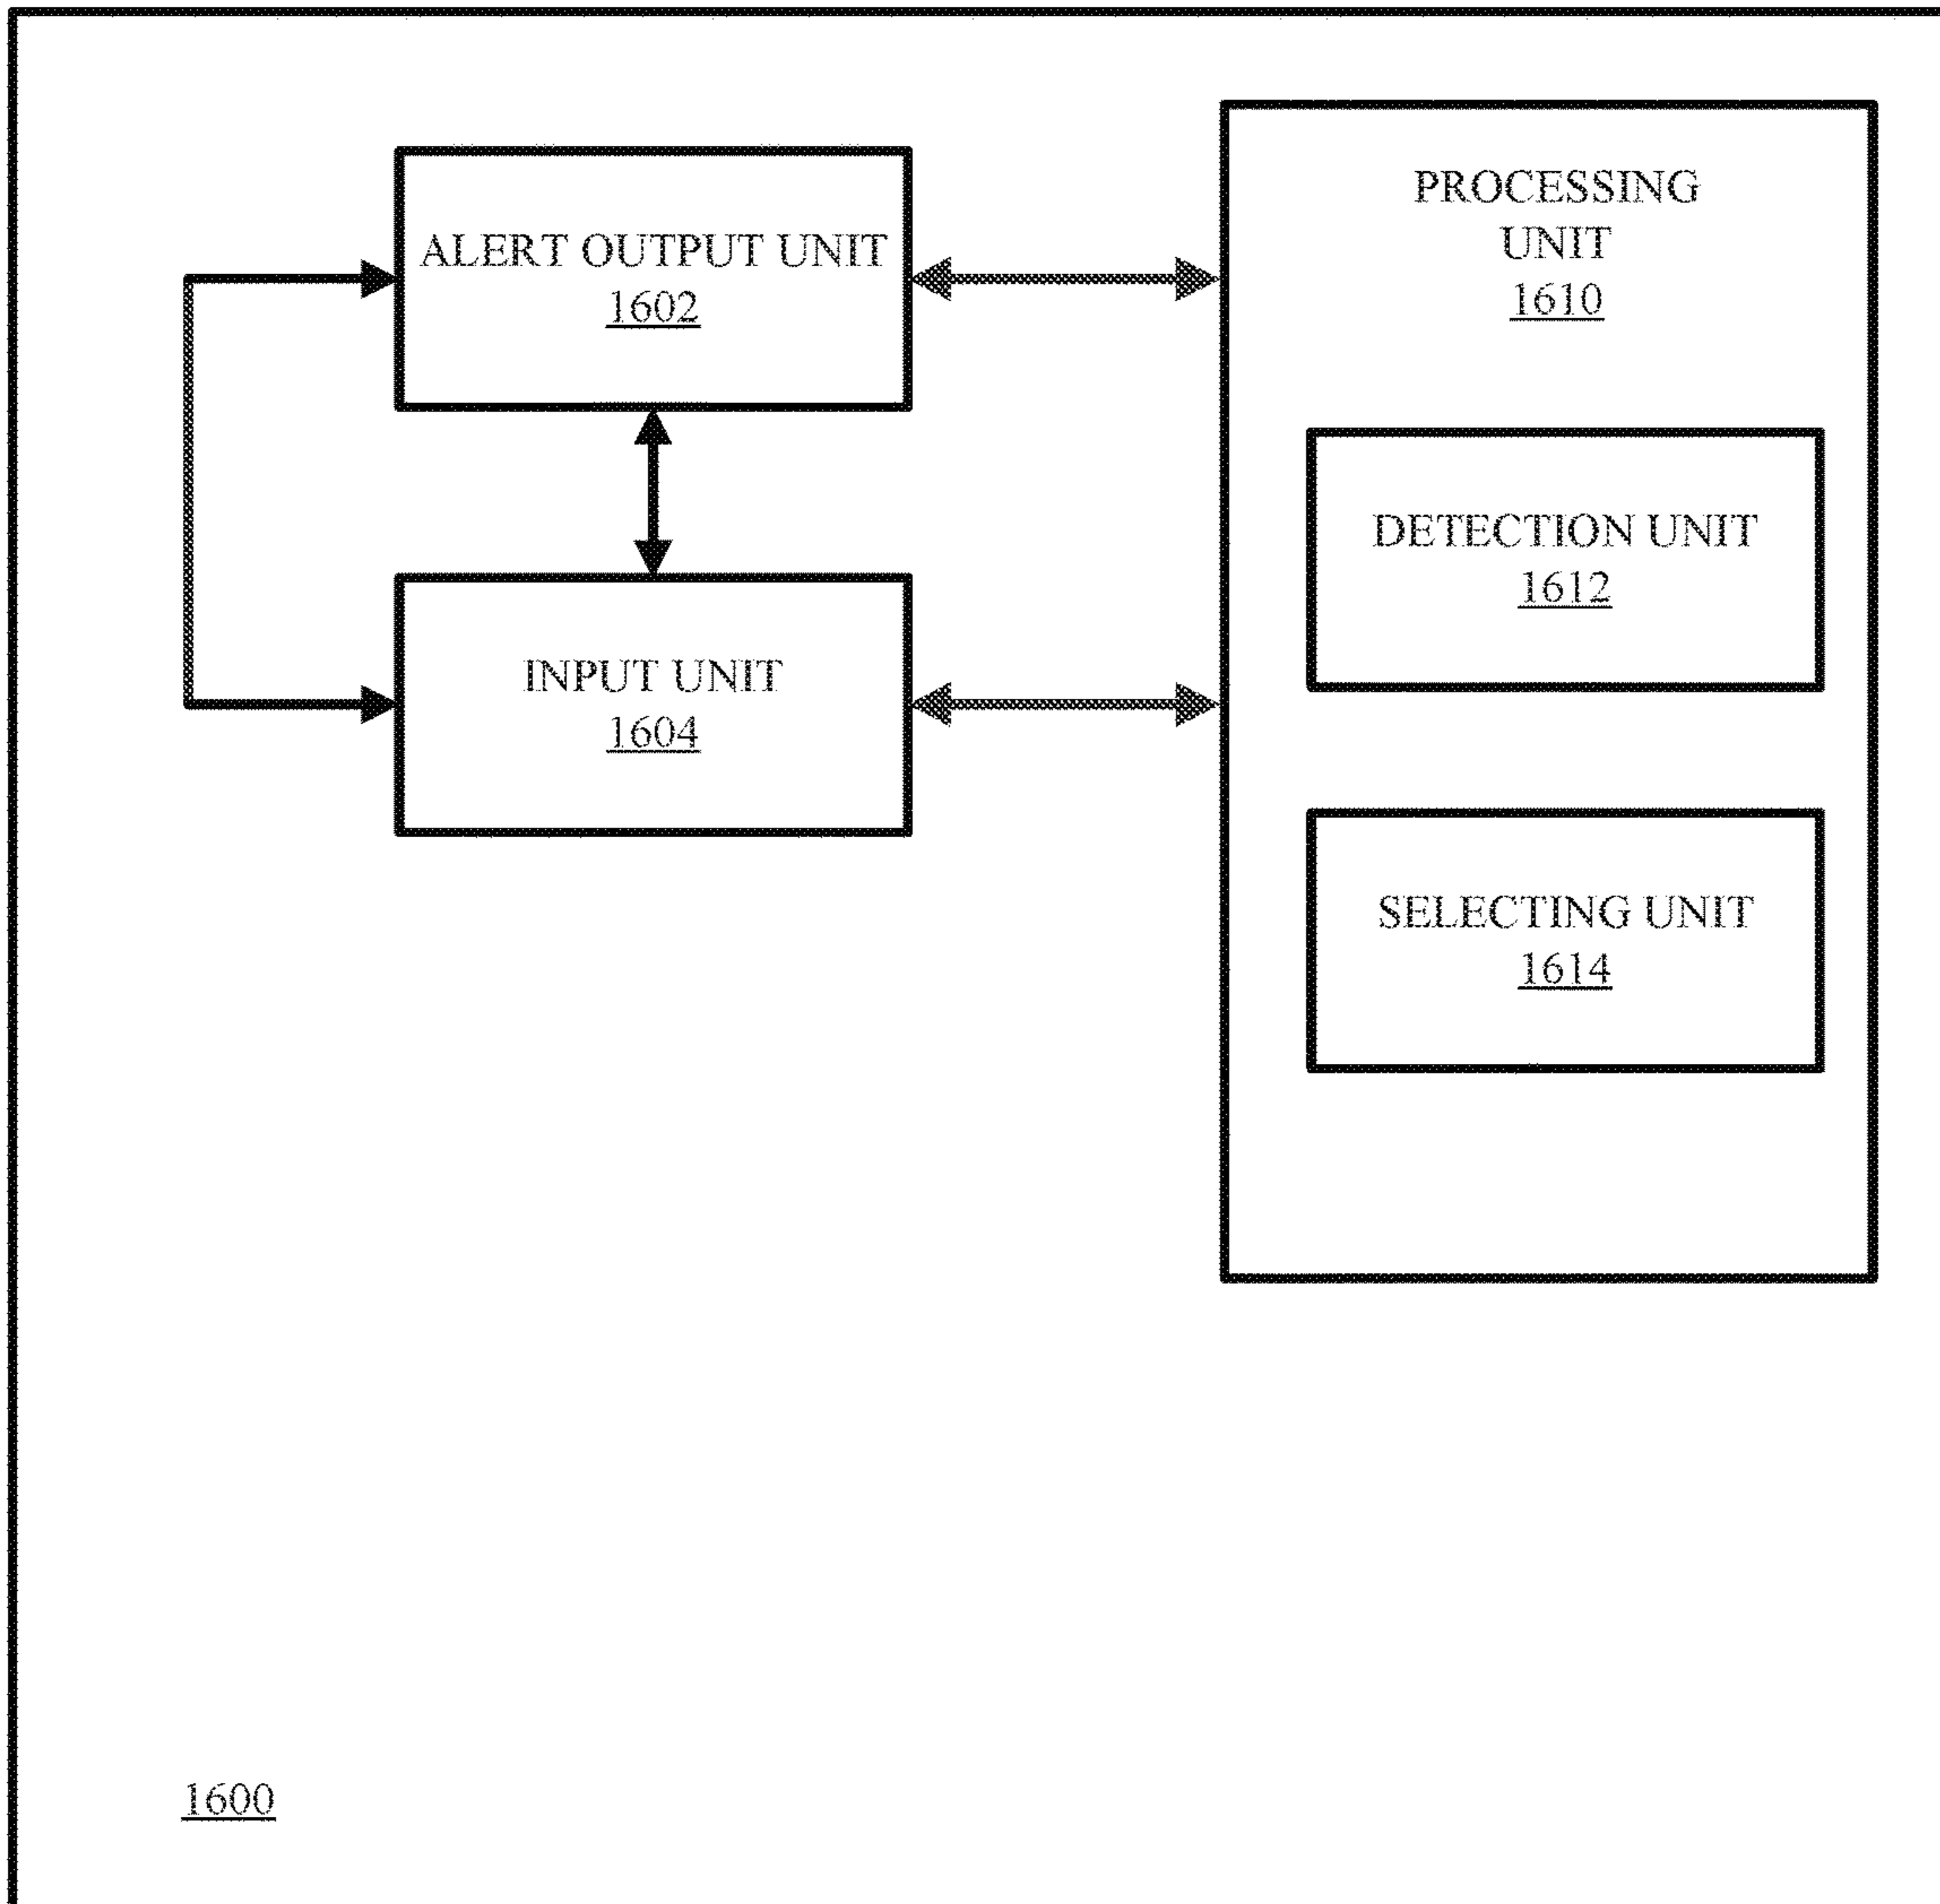 ALERT OUTPUT UNIT
1602
INPUT UNIT
1604
PROCESSING
UNIT
1610
DETECTION UNIT
1612
SELECTING UNIT
1614
1600